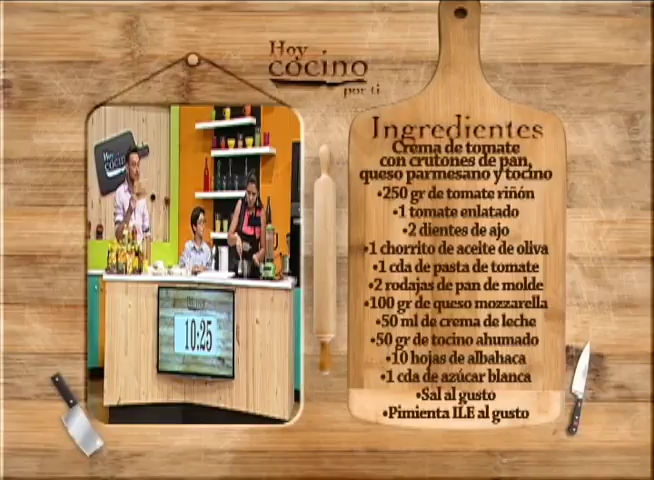 Hoy
cocino
por ti
Hoy
cocino
10:25
Ingredientes
Crema de tomate
con crutones de pan,
queso parmesano y tocino
•250 gr de tomate riñón
•1 tomate enlatado
•2 dientes de ajo
•1 chorrito de aceite de oliva
•1 cda de pasta de tomate
•2 rodajas de pan de molde
•100 gr de queso mozzarella
•50 ml de crema de leche
•50 gr de tocino ahumado
•10 hojas de albahaca
•1 cda de azúcar blanca
•Sal al gusto
•Pimienta ILE al gusto